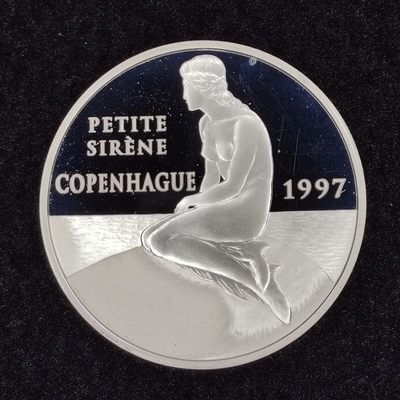 PETITE
SIRÈNE
COPENHAGUE
1997